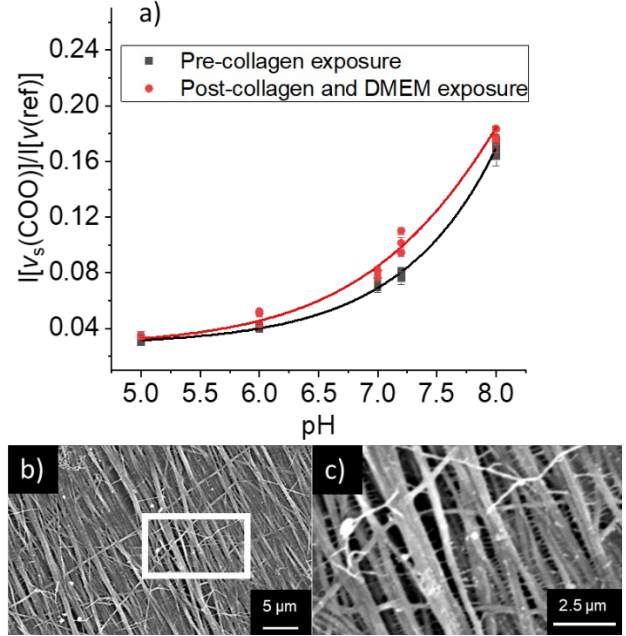 a)
0.24
0.20
0.16
0.12
0.08
0.04
I[νs(COO)]/I[ν(ref)]
Pre-collagen exposure
Post-collagen and DMEM exposure
5.0 5.5 6.0 6.5 7.0 7.5 8.0
pH
b)
5 μm
c)
2.5 μm